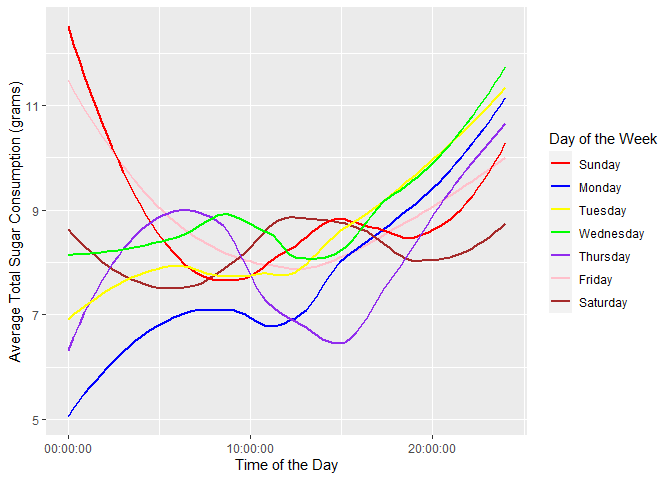 Average Total Sugar Consumption (grams)
11
9
7
5
00:00:00
10:00:00
20:00:00
Time of the Day
Day of the Week
Sunday
Monday
Tuesday
Wednesday
Thursday
Friday
Saturday